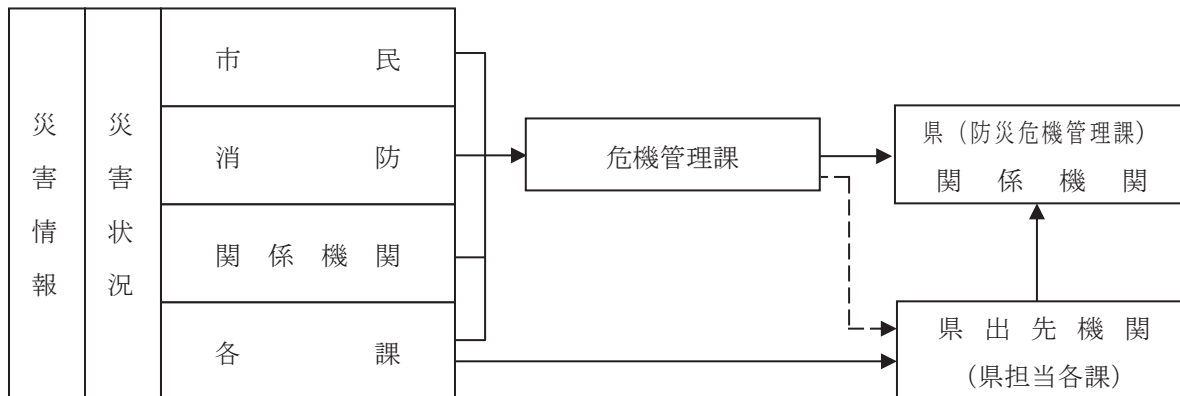 災害情報
災害状況
市民
消防
関係機関
各課
危機管理課
県（防災危機管理課）
関係機関
県出先機関
（県担当各課）